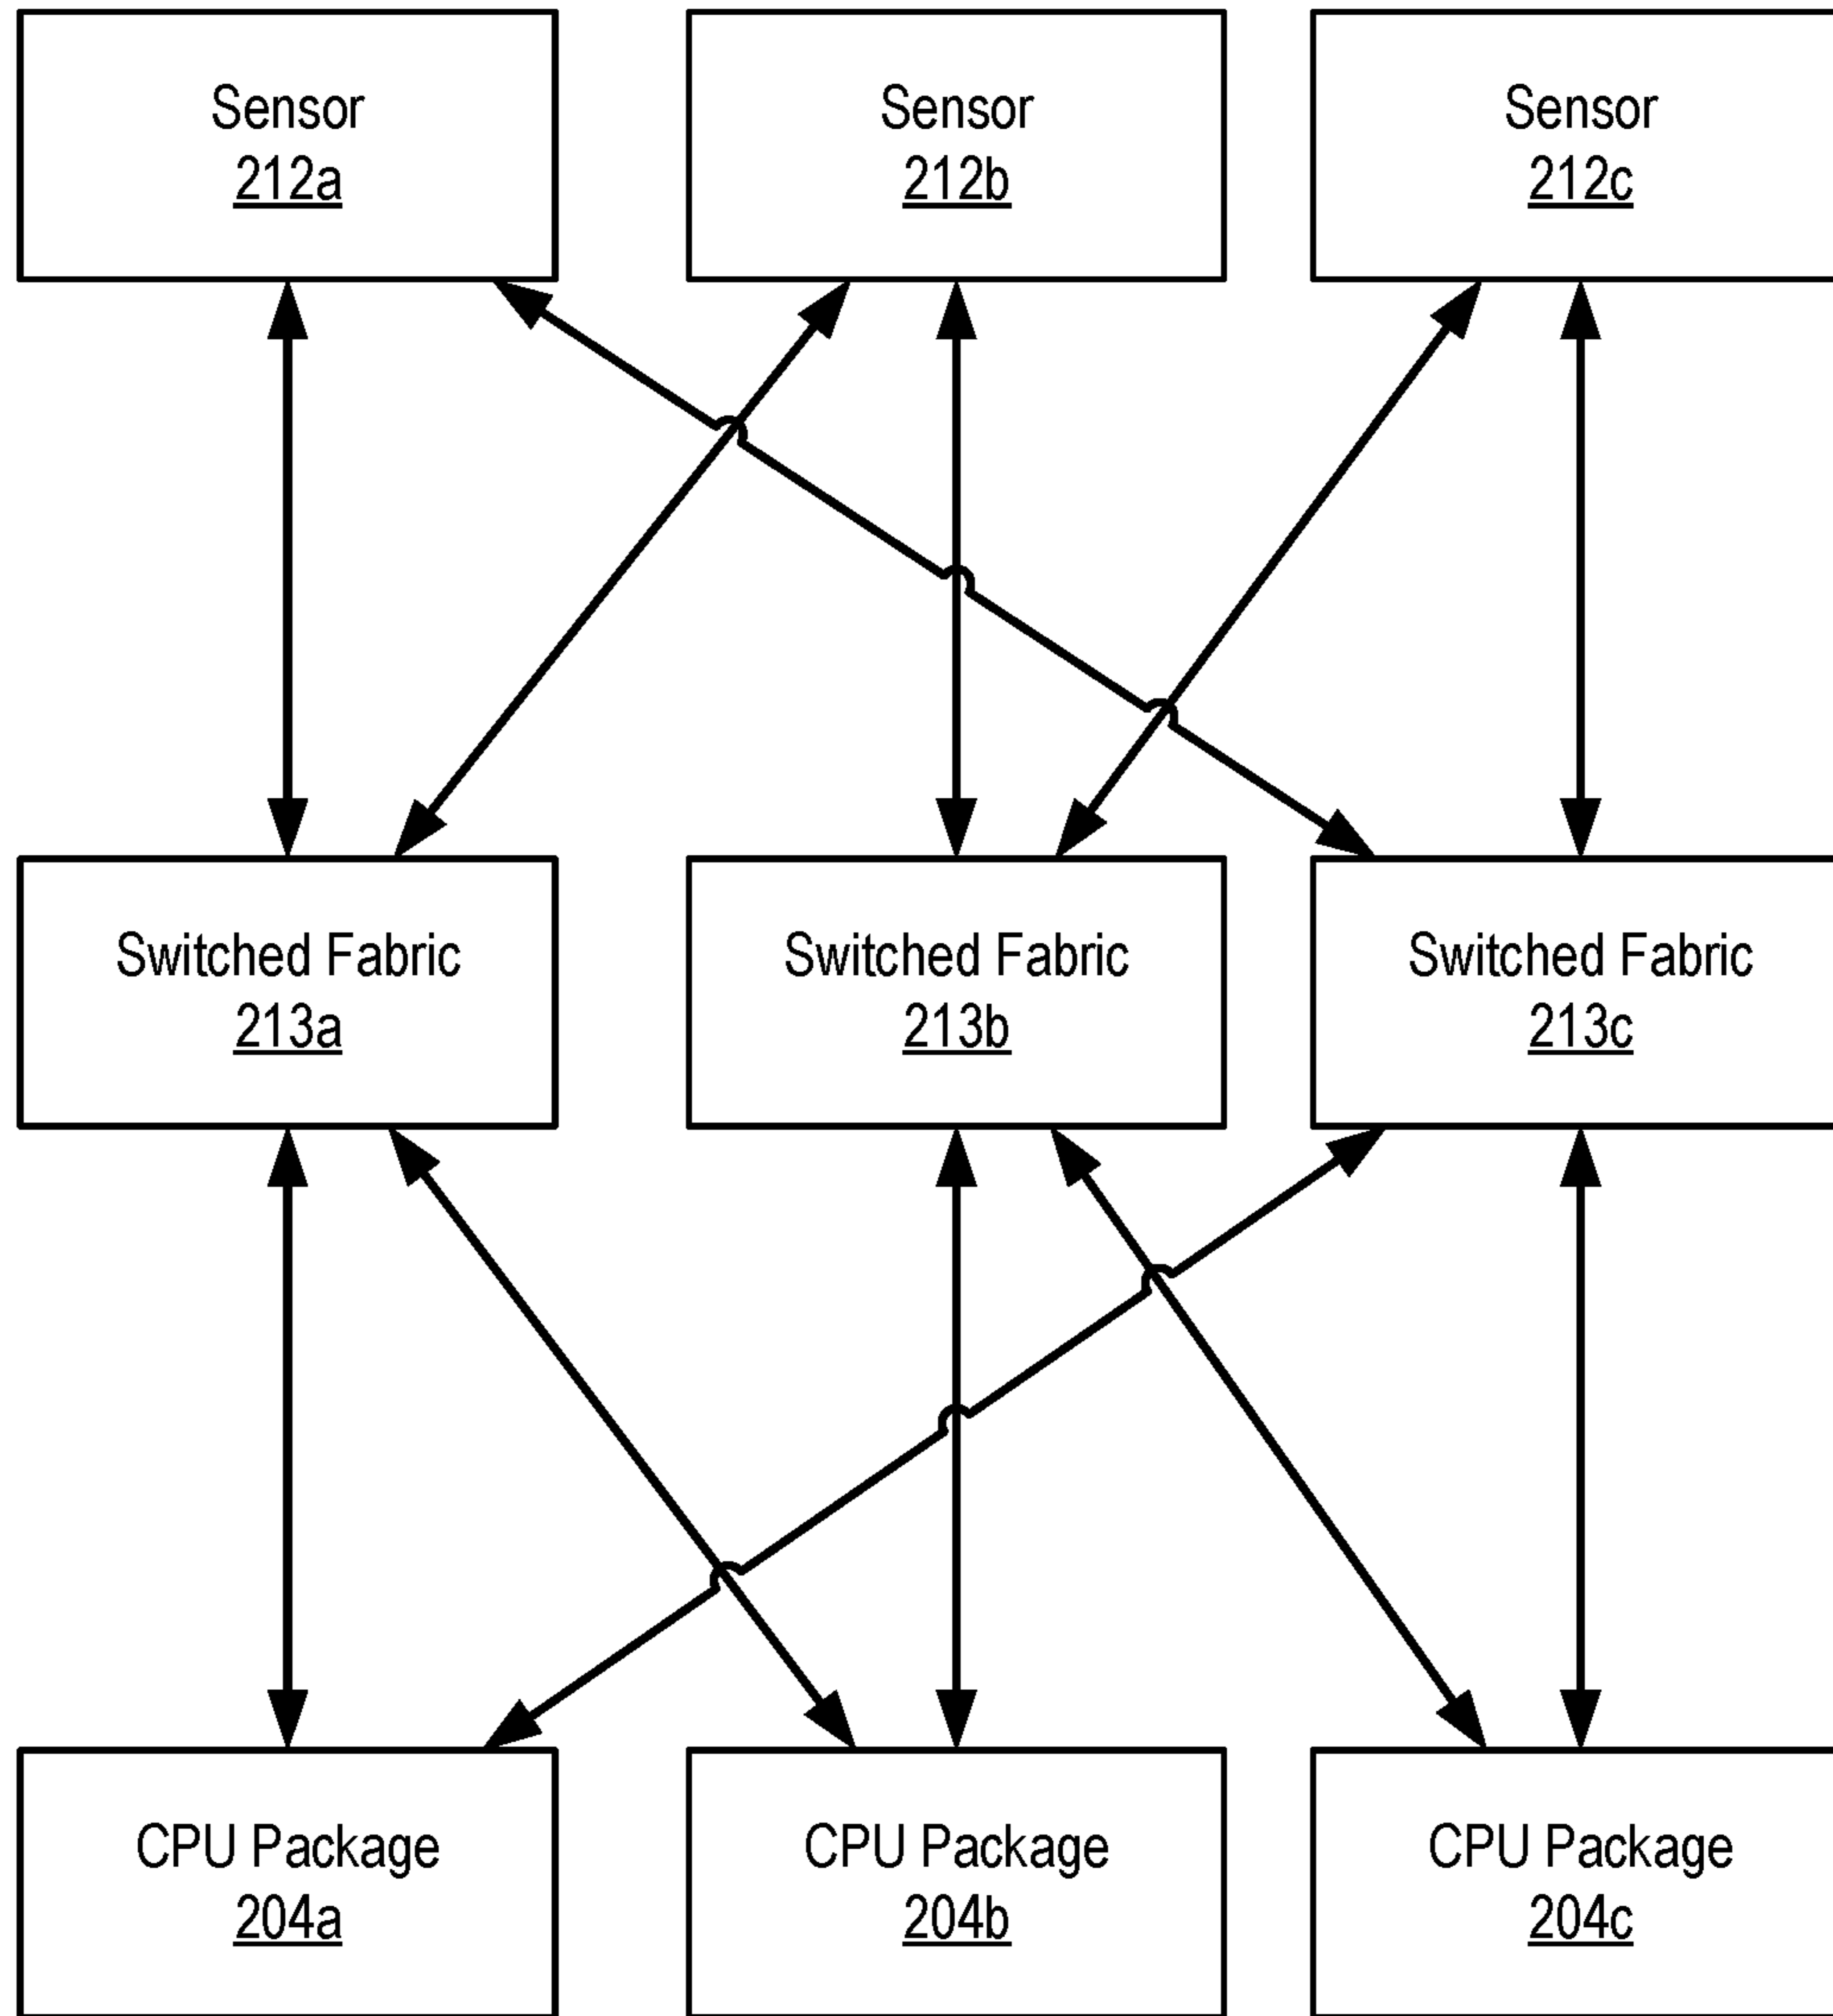 Sensor
212a
Sensor
212b
Sensor
212c
Switched Fabric
213a
Switched Fabric
213b
Switched Fabric
213c
CPU Package
204a
CPU Package
204b
CPU Package
204c